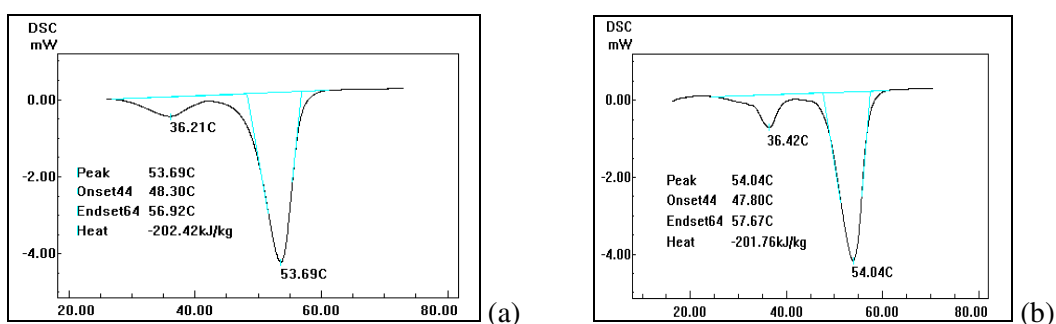 DSC
mW
0.00
-2.00
-4.00
36.21C
Peak 53.69C
Onset44 48.30C
Endset64 56.92C
Heat -202.42kJ/kg
53.69C
20.00 40.00 60.00 80.00
(a)
DSC
mW
0.00
-2.00
-4.00
36.42C
Peak 54.04C
Onset44 47.80C
Endset64 57.67C
Heat -201.76kJ/kg
54.04C
20.00 40.00 60.00 80.00
(b)